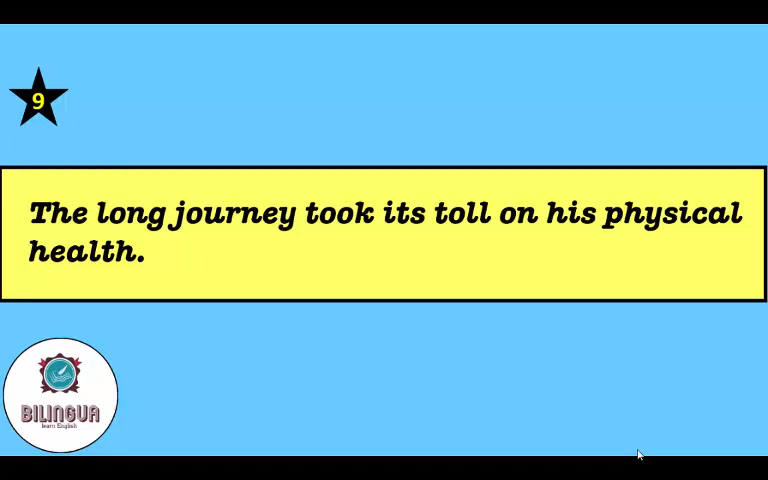 9
The long journey took its toll on his physical
health.
BILINGUA
learn English